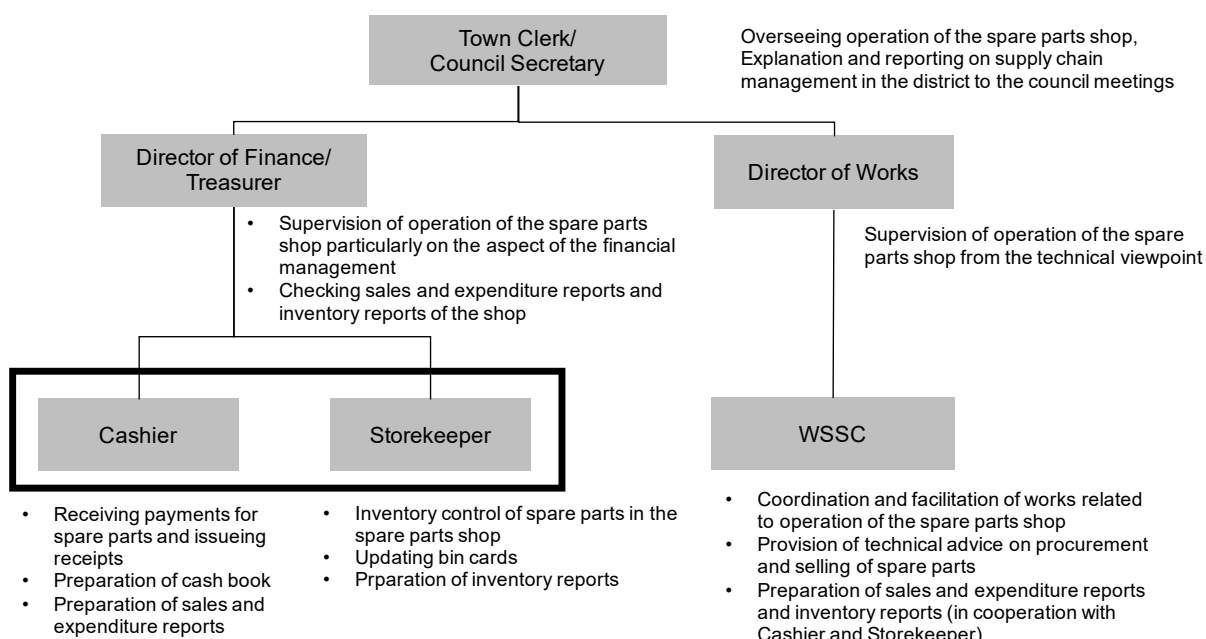 Town Clerk/
Council Secretary
Overseeing operation of the spare parts shop,
Explanation and reporting on supply chain
management in the district to the council meetings
Director of Finance/
Treasurer
Director of Works
• Supervision of operation of the spare parts
shop particularly on the aspect of the financial
management
• Checking sales and expenditure reports and
inventory reports of the shop
Supervision of operation of the spare
parts shop from the technical viewpoint
Cashier
Storekeeper
WSSC
• Receiving payments for
spare parts and issueing
receipts
• Preparation of cash book
• Preparation of sales and
expenditure reports
• Inventory control of spare parts in the
spare parts shop
• Updating bin cards
• Prparation of inventory reports
• Coordination and facilitation of works related
to operation of the spare parts shop
• Provision of technical advice on procurement
and selling of spare parts
• Preparation of sales and expenditure reports
and inventory reports (in cooperation with
Cashier and Storekeeper)